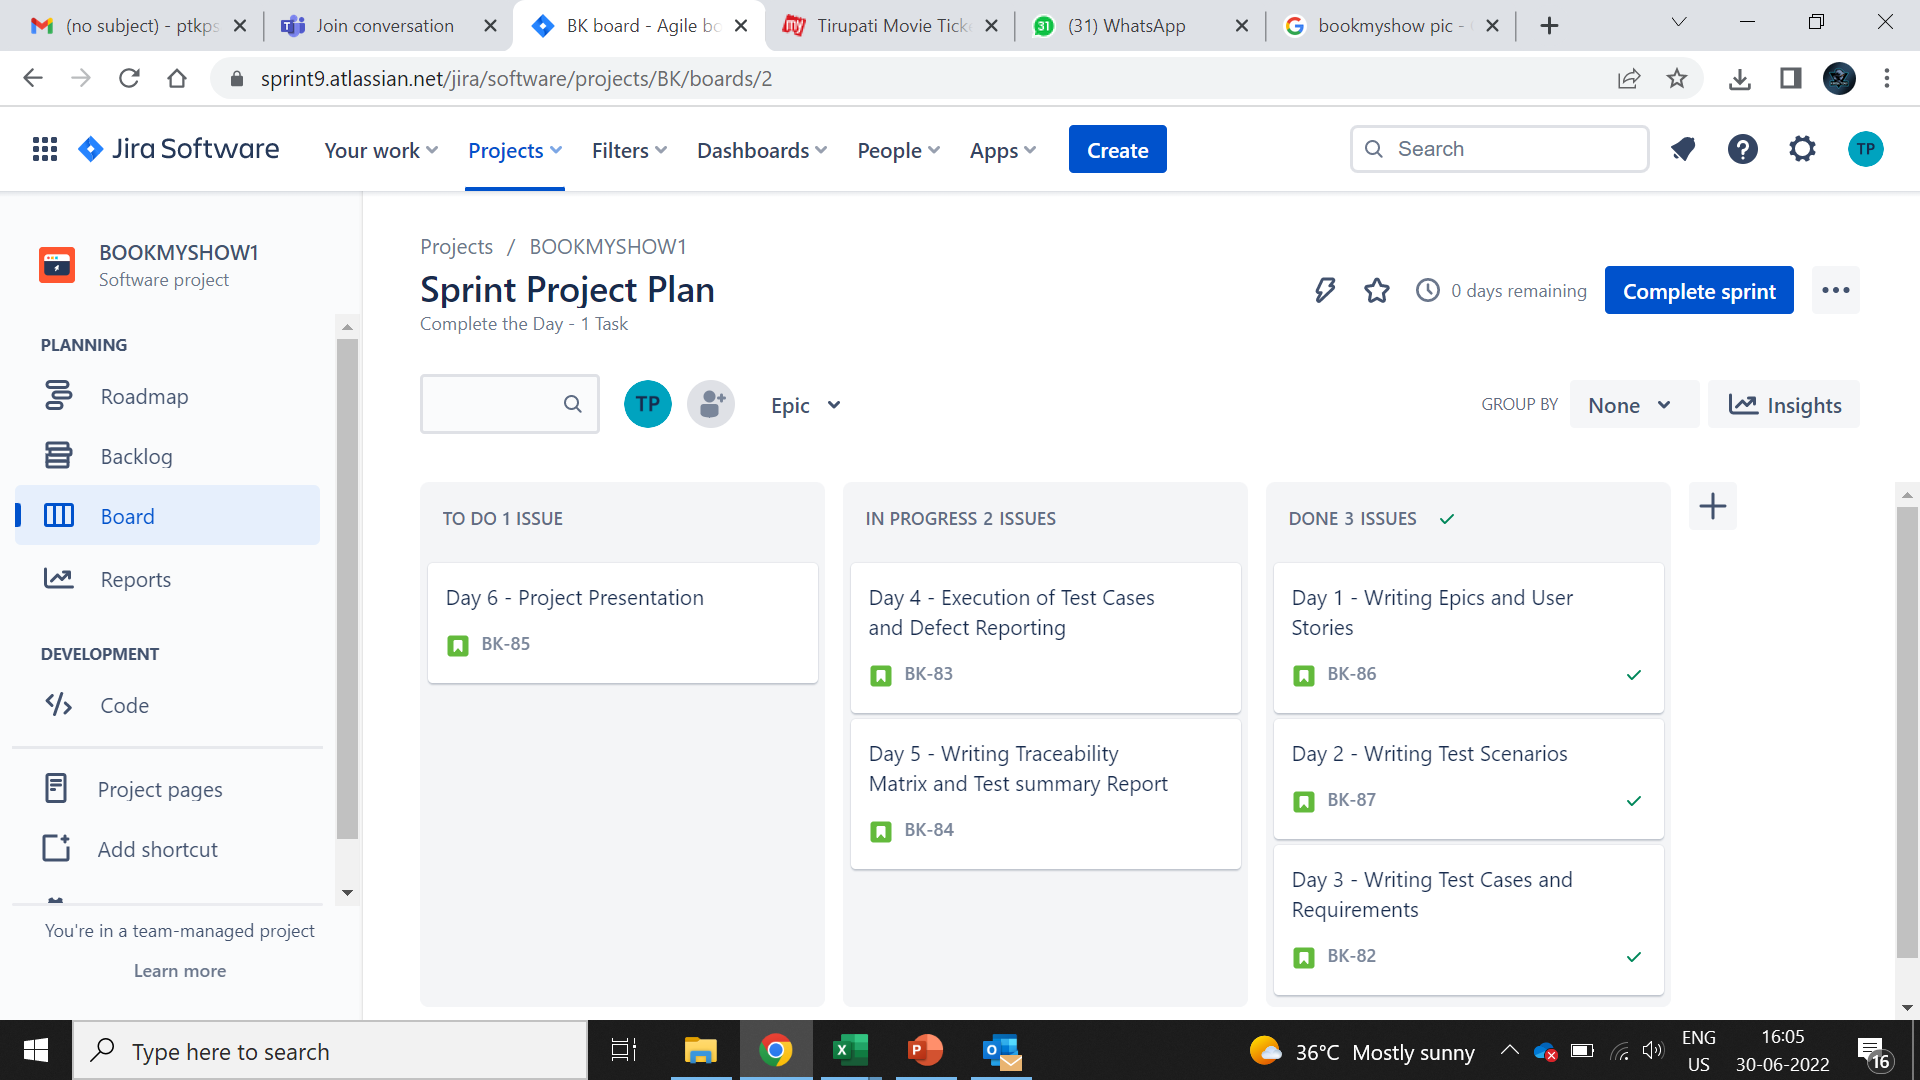 (no subject) - ptkps
Join conversation
BK board - Agile bo
Tirupati Movie Ticke
(31) WhatsApp
bookmyshow pic -
sprint9.atlassian.net/jira/software/projects/BK/boards/2
Jira Software
Your work
Projects
Filters
Dashboards
People
Apps
Create
Search
TP
BOOKMYSHOW1
Software project
PLANNING
Roadmap
Backlog
Board
Reports
DEVELOPMENT
Code
Project pages
Add shortcut
You're in a team-managed project
Learn more
Projects / BOOKMYSHOW1
Sprint Project Plan
Complete the Day - 1 Task
0 days remaining
Complete sprint
TP
Epic
GROUP BY
None
Insights
TO DO 1 ISSUE
Day 6 - Project Presentation
BK-85
IN PROGRESS 2 ISSUES
Day 4 - Execution of Test Cases
and Defect Reporting
BK-83
Day 5 - Writing Traceability
Matrix and Test summary Report
BK-84
DONE 3 ISSUES
Day 1 - Writing Epics and User
Stories
BK-86
Day 2 - Writing Test Scenarios
BK-87
Day 3 - Writing Test Cases and
Requirements
BK-82
Type here to search
36°C Mostly sunny
ENG
US
16:05
30-06-2022
16